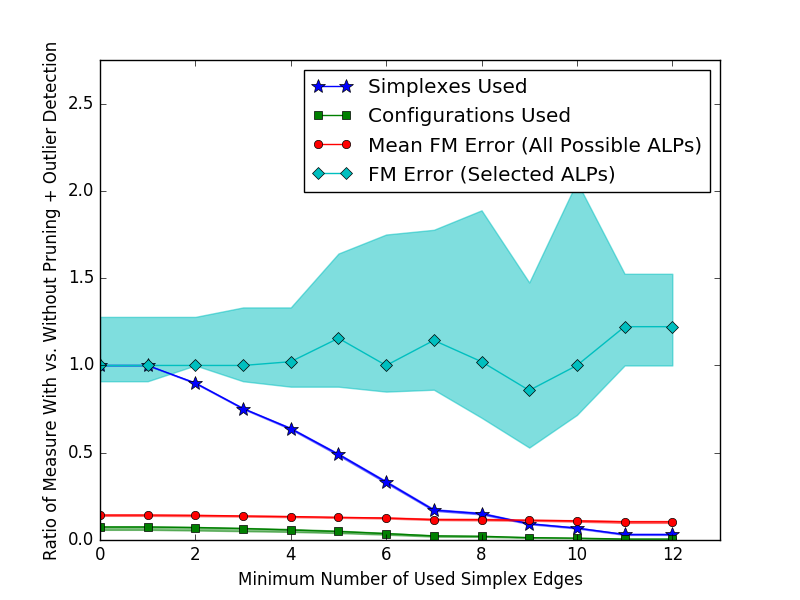 Ratio of Measure With vs. Without Pruning + Outlier Detection
2.5
2.0
1.5
1.0
0.5
0.0
Simplexes Used
Configurations Used
Mean FM Error (All Possible ALPs)
FM Error (Selected ALPs)
0 2 4 6 8 10 12
Minimum Number of Used Simplex Edges